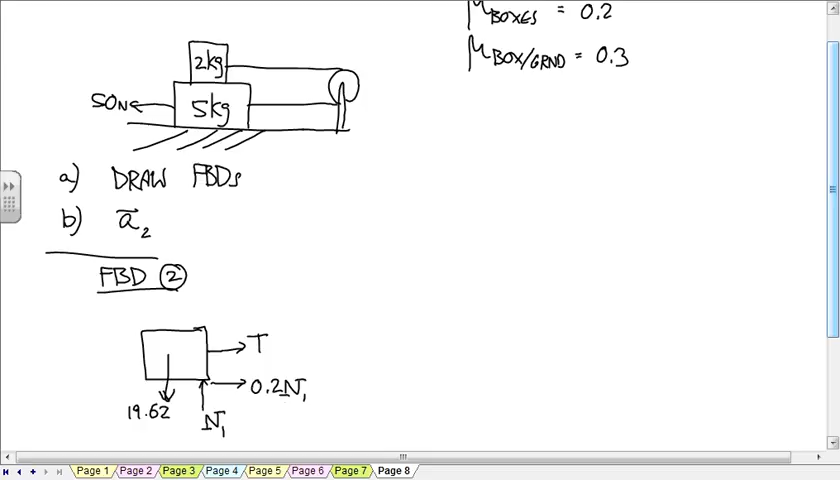 μBOXES = 0.2
μBOX/GRND = 0.3
2kg
50N
5kg
a) DRAW FBDs
b) a̅₂
FBD ②
T
0.2N₁
19.62
N₁
Page 1 Page 2 Page 3 Page 4 Page 5 Page 6 Page 7 Page 8